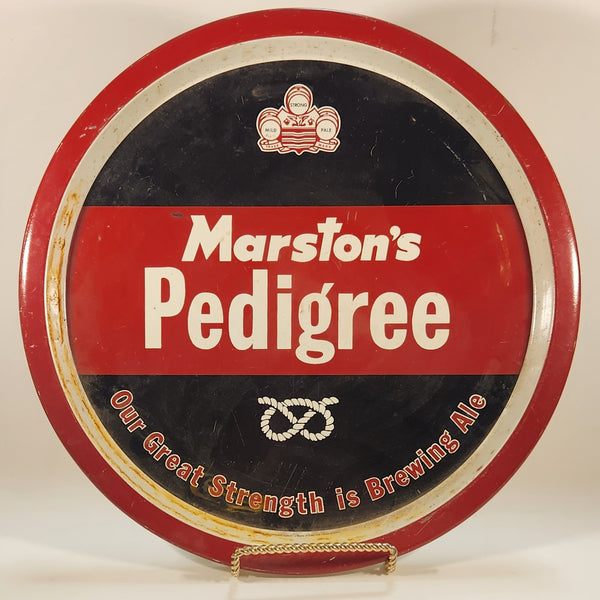 STRONG
MILD PALE
Marston's
Pedigree
Our Great Strength is Brewing Ale